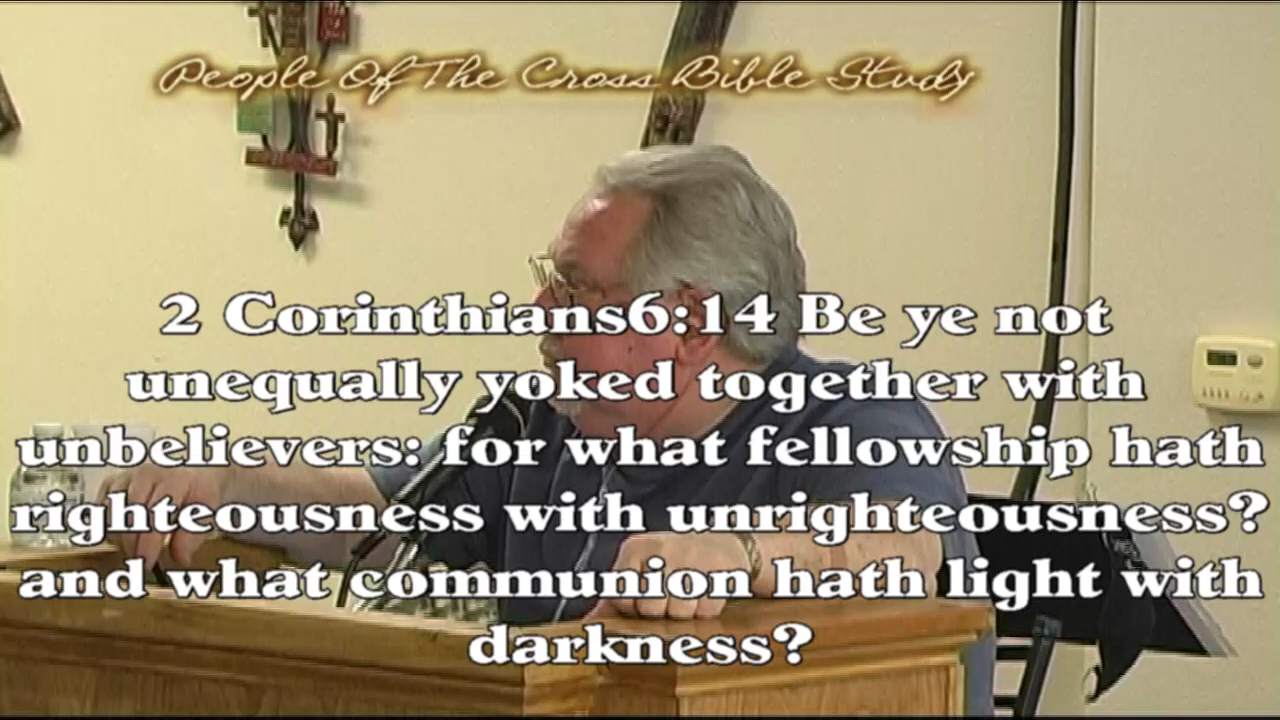 People Of The Cross Bible Study
2 Corinthians6:14 Be ye not
unequally yoked together with
unbelievers: for what fellowship hath
righteousness with unrighteousness?
and what communion hath light with
darkness?